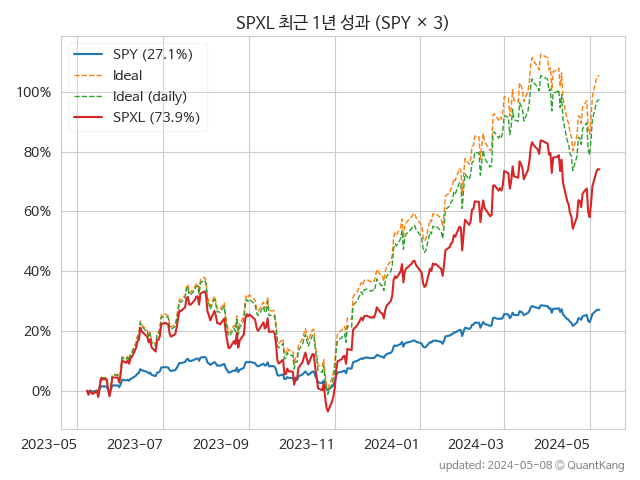 SPXL 최근 1년 성과 (SPY × 3)
SPY (27.1%)
Ideal
Ideal (daily)
SPXL (73.9%)
100%
80%
60%
40%
20%
0%
2023-05 2023-07 2023-09 2023-11 2024-01 2024-03 2024-05
updated: 2024-05-08 © QuantKang